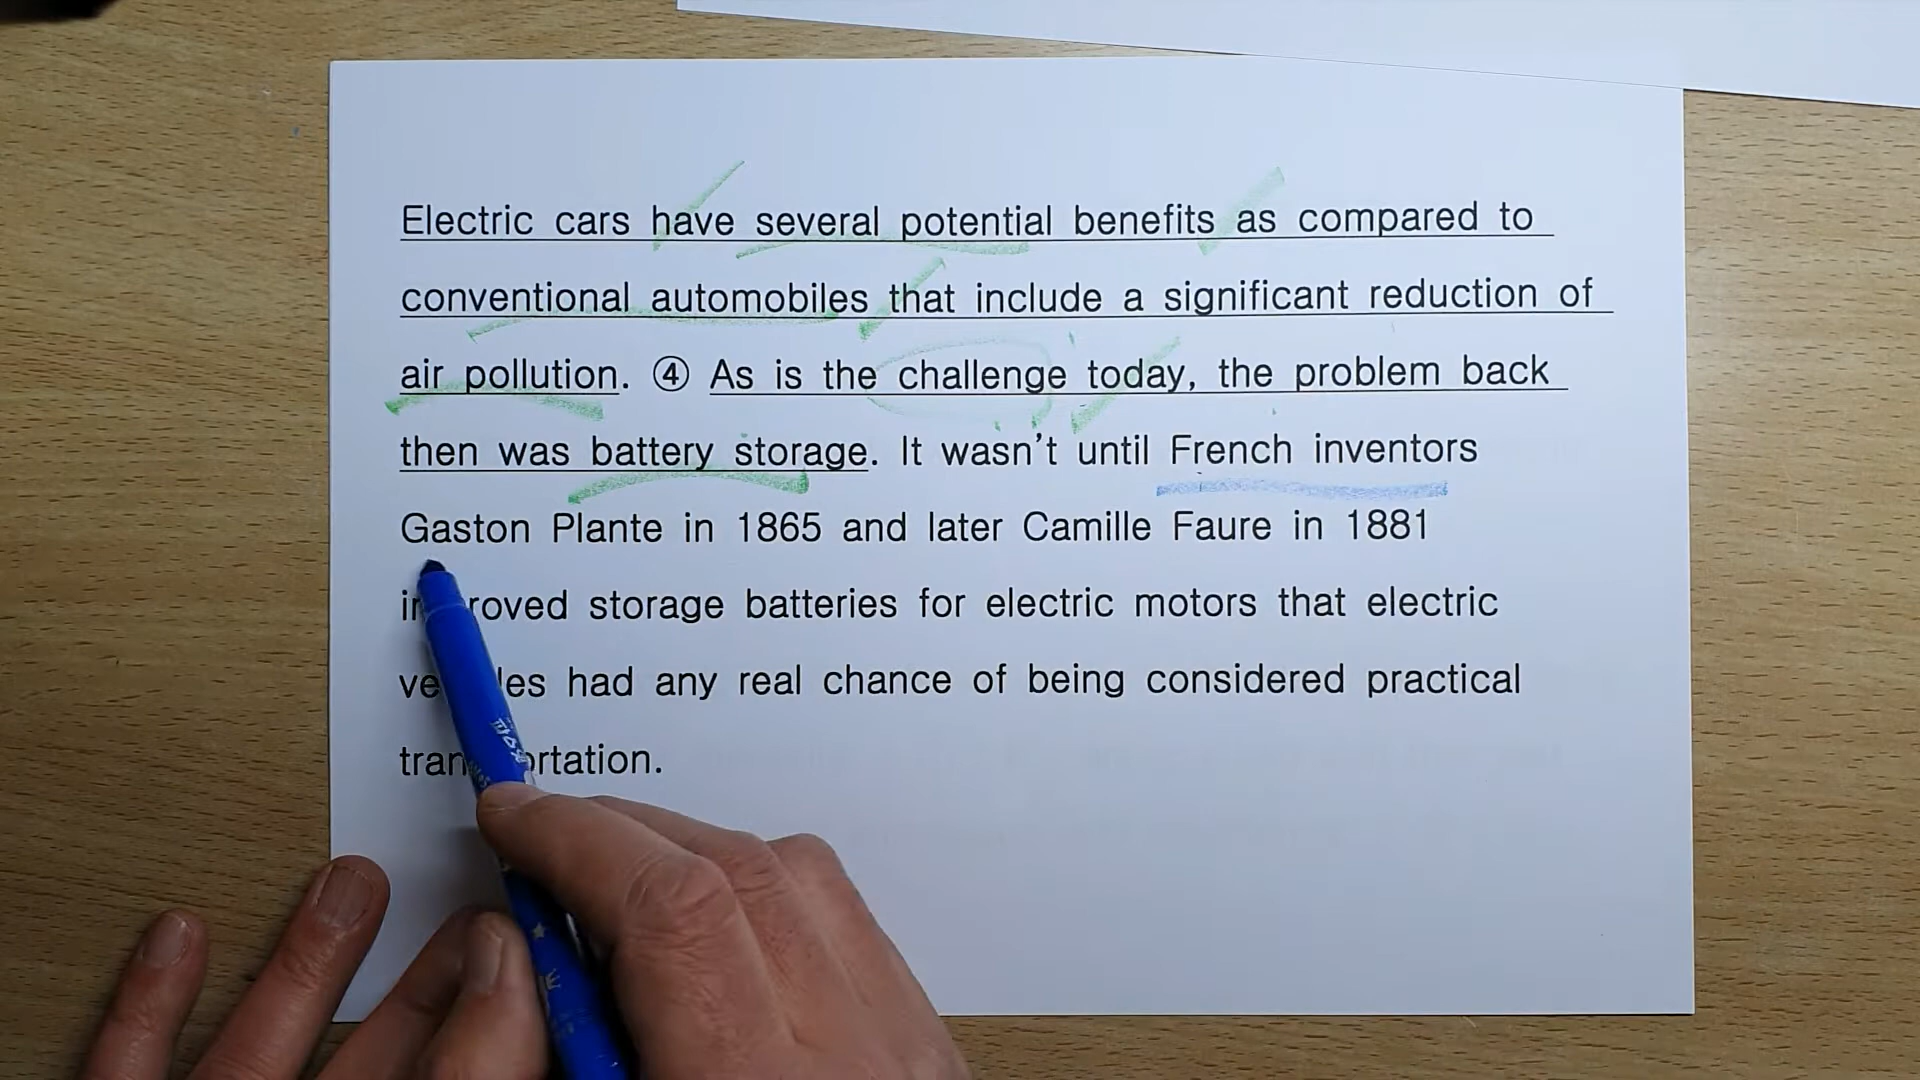 Electric cars have several potential benefits as compared to
conventional automobiles that include a significant reduction of
air pollution. ④ As is the challenge today, the problem back
then was battery storage. It wasn't until French inventors
Gaston Plante in 1865 and later Camille Faure in 1881
improved storage batteries for electric motors that electric
vehicles had any real chance of being considered practical
transportation.